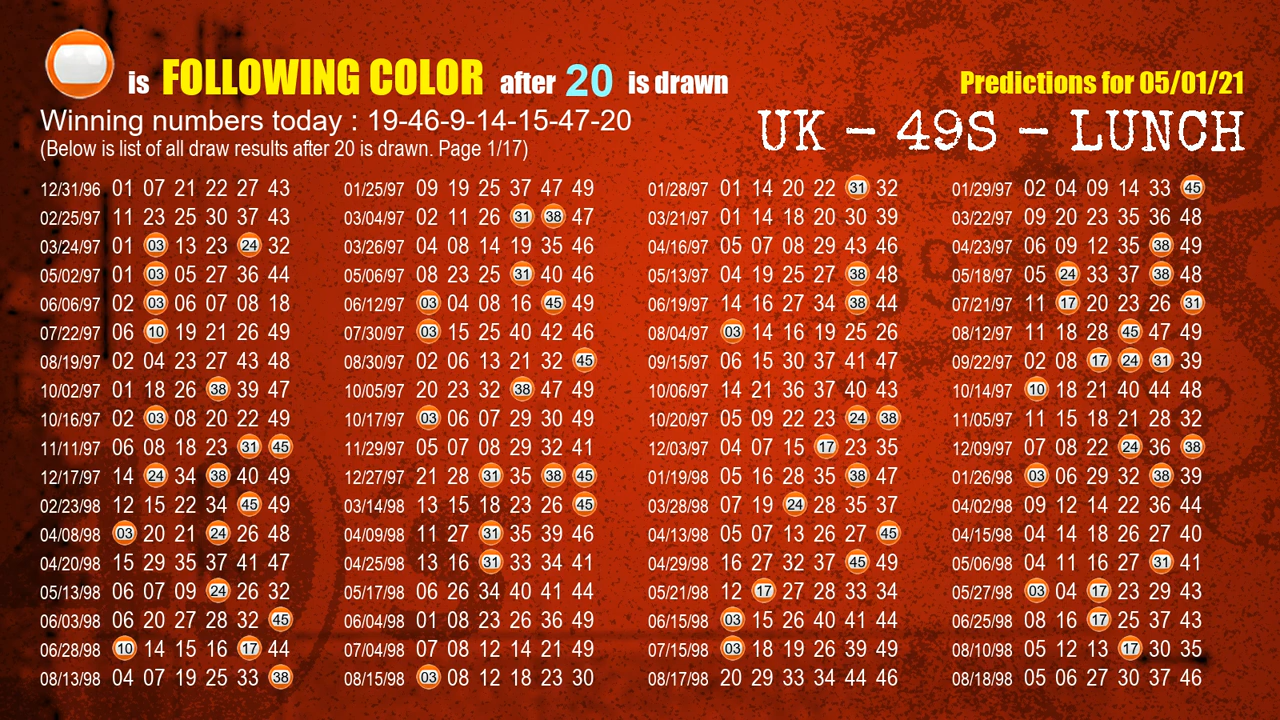 is FOLLOWING COLOR after 20 is drawn
Predictions for 05/01/21
Winning numbers today : 19-46-9-14-15-47-20
UK - 49S - LUNCH
(Below is list of all draw results after 20 is drawn. Page 1/17)
12/31/96 01 07 21 22 27 43 01/25/97 09 19 25 37 47 49 01/28/97 01 14 20 22 31 32 01/29/97 02 04 09 14 33 45
02/25/97 11 23 25 30 37 43 03/04/97 02 11 26 31 38 47 03/21/97 01 14 18 20 30 39 03/22/97 09 20 23 35 36 48
03/24/97 01 03 13 23 24 32 03/26/97 04 08 14 19 35 46 04/16/97 05 07 08 29 43 46 04/23/97 06 09 12 35 38 49
05/02/97 01 03 05 27 36 44 05/06/97 08 23 25 31 40 46 05/13/97 04 19 25 27 38 48 05/18/97 05 24 33 37 38 48
06/06/97 02 03 06 07 08 18 06/12/97 03 04 08 16 45 49 06/19/97 14 16 27 34 38 44 07/21/97 11 17 20 23 26 31
07/22/97 06 10 19 21 26 49 07/30/97 03 15 25 40 42 46 08/04/97 03 14 16 19 25 26 08/12/97 11 18 28 45 47 49
08/19/97 02 04 23 27 43 48 08/30/97 02 06 13 21 32 45 09/15/97 06 15 30 37 41 47 09/22/97 02 08 17 24 31 39
10/02/97 01 18 26 38 39 47 10/05/97 20 23 32 38 47 49 10/06/97 14 21 36 37 40 43 10/14/97 10 18 21 40 44 48
10/16/97 02 03 08 20 22 49 10/17/97 03 06 07 29 30 49 10/20/97 05 09 22 23 24 38 11/05/97 11 15 18 21 28 32
11/11/97 06 08 18 23 31 45 11/29/97 05 07 08 29 32 41 12/03/97 04 07 15 17 23 35 12/09/97 07 08 22 24 36 38
12/17/97 14 24 34 38 40 49 12/27/97 21 28 31 35 38 45 01/19/98 05 16 28 35 38 47 01/26/98 03 06 29 32 38 39
02/23/98 12 15 22 34 45 49 03/14/98 13 15 18 23 26 45 03/28/98 07 19 24 28 35 37 04/02/98 09 12 14 22 36 44
04/08/98 03 20 21 24 26 48 04/09/98 11 27 31 35 39 46 04/13/98 05 07 13 26 27 45 04/15/98 04 14 18 26 27 40
04/20/98 15 29 35 37 41 47 04/25/98 13 16 31 33 34 41 04/29/98 16 27 32 37 45 49 05/06/98 04 11 16 27 31 41
05/13/98 06 07 09 24 26 32 05/17/98 06 26 34 40 41 44 05/21/98 12 17 27 28 33 34 05/27/98 03 04 17 23 29 43
06/03/98 06 20 27 28 32 45 06/04/98 01 08 23 26 36 49 06/15/98 03 15 26 40 41 44 06/25/98 08 16 17 25 37 43
06/28/98 10 14 15 16 17 44 07/04/98 07 08 12 14 21 49 07/15/98 03 18 19 26 39 49 08/10/98 05 12 13 17 30 35
08/13/98 04 07 19 25 33 38 08/15/98 03 08 12 18 23 30 08/17/98 20 29 33 34 44 46 08/18/98 05 06 27 30 37 46